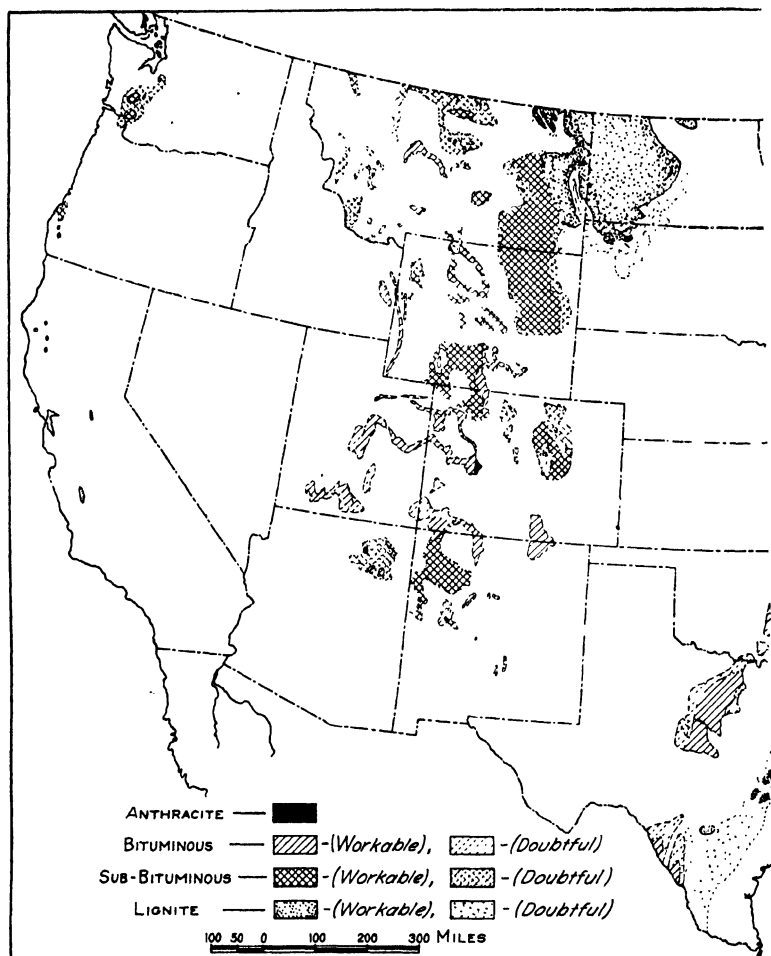 ANTHRACITE
BITUMINOUS -(Workable), -(Doubtful)
SUB-BITUMINOUS -(Workable), -(Doubtful)
LIGNITE -(Workable), -(Doubtful)
100 50 0 100 200 300 MILES